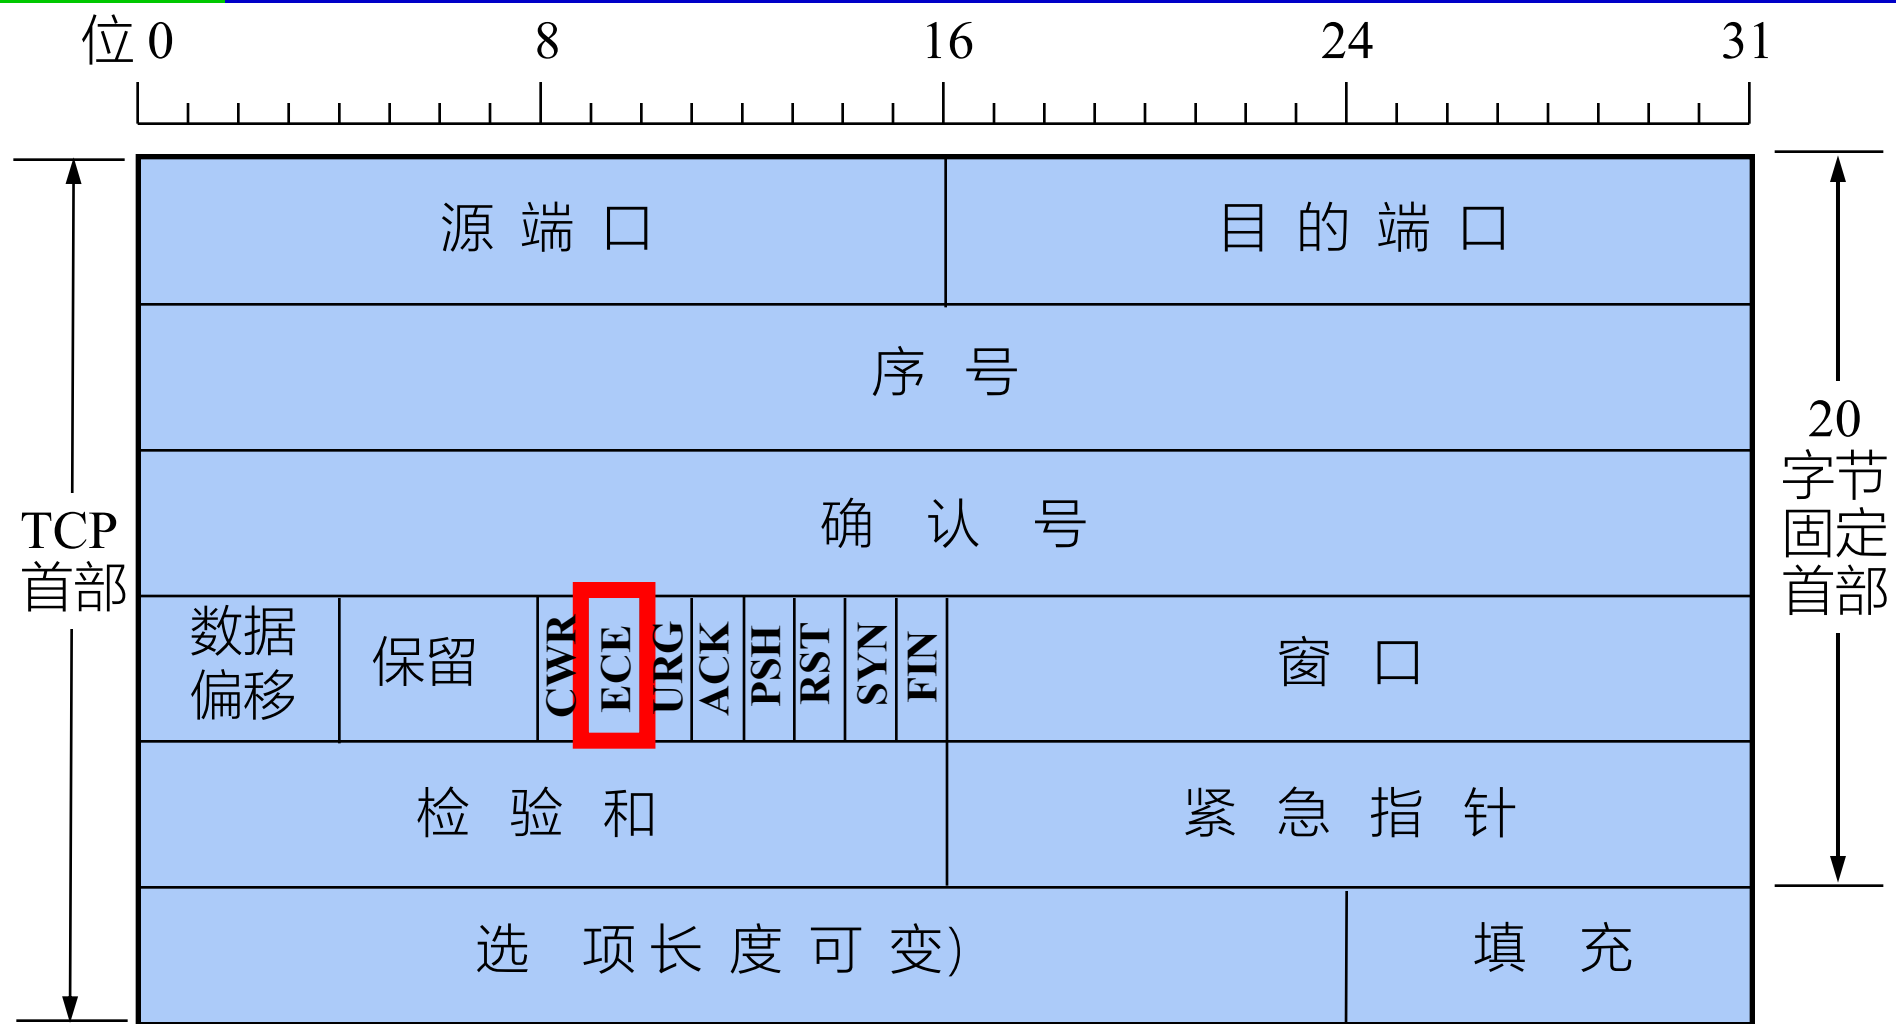 位 0 8 16 24 31
源 端 口 目 的 端 口
序 号
确 认 号
TCP
首部
20
字节
固定
首部
数据
偏移
保留
CWR
ECE
URG
ACK
PSH
RST
SYN
FIN
窗 口
检 验 和 紧 急 指 针
选 项 长 度 可 变) 填 充